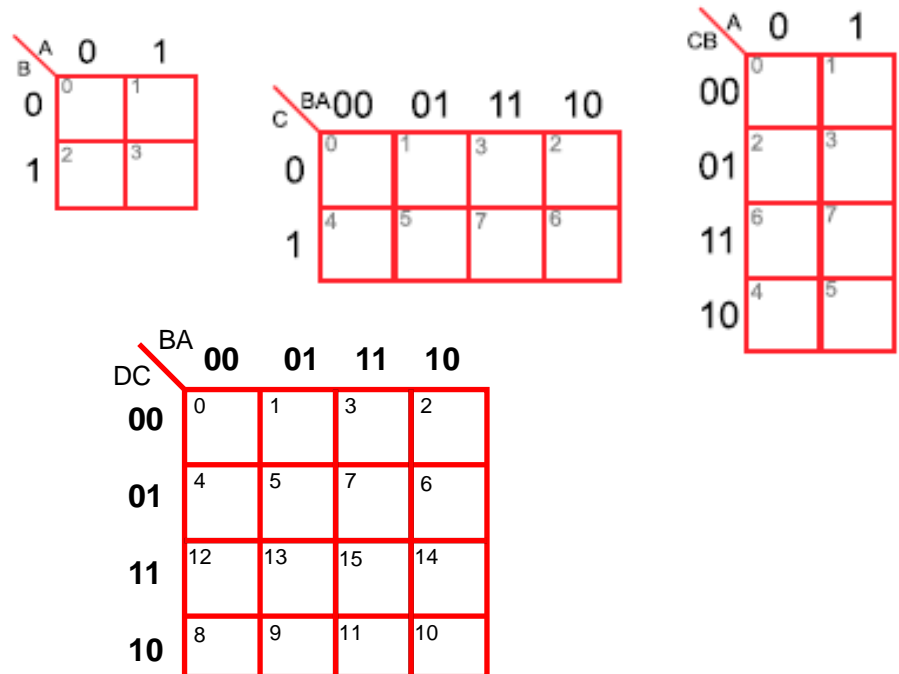 A 0 1
B
0 0 1
1 2 3
BA 00 01 11 10
C
0 0 1 3 2
1 4 5 7 6
A 0 1
CB
00 0 1
01 2 3
11 6 7
10 4 5
BA 00 01 11 10
DC
00 0 1 3 2
01 4 5 7 6
11 12 13 15 14
10 8 9 11 10